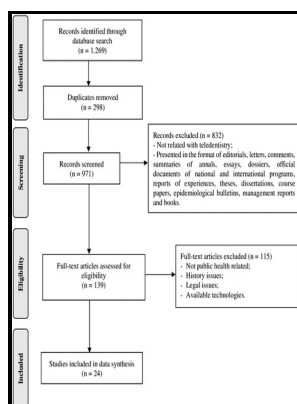 Identification
Records identified through
database search
(n = 1.269)
Duplicates removed
(n = 298)
Screening
Records screened
(n = 971)
Records excluded (n = 832)
- Not related with teledentistry;
- Presented in the format of editorials, letters, comments,
summaries of annals, essays, dossiers, official
documents of national and international programs,
reports of experiences, theses, dissertations, course
papers, epidemiological bulletins, management reports
and books.
Eligibility
Full-text articles assessed for
eligibility
(n = 139)
Full-text articles excluded (n = 115)
- Not public health related;
- History issues;
- Legal issues;
- Available technologies.
Included
Studies included in data synthesis
(n = 24)